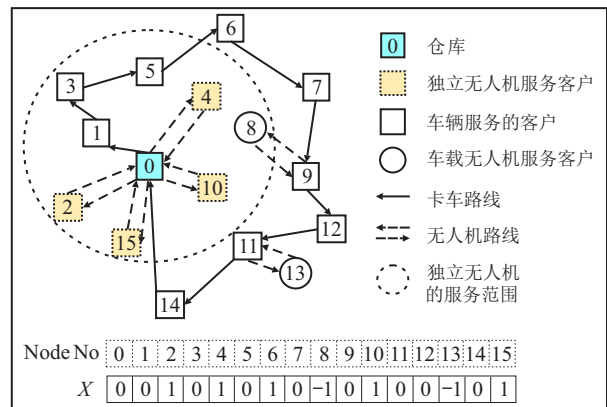 6
7
3
5
4
8
1
0
9
2
10
12
15
11
13
14
0 仓库
独立无人机服务客户
车辆服务的客户
车载无人机服务客户
卡车路线
无人机路线
独立无人机
的服务范围
Node No 0 1 2 3 4 5 6 7 8 9 10 11 12 13 14 15
X 0 0 1 0 1 0 1 0 −1 0 1 0 0 −1 0 1